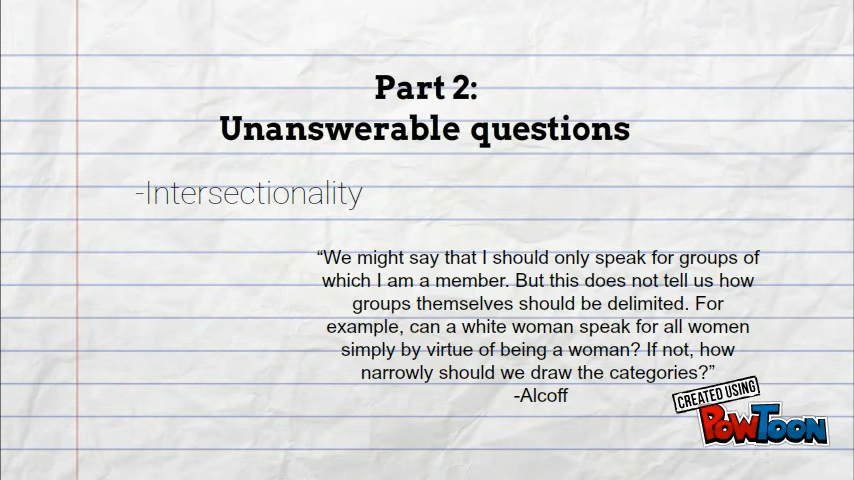 Part 2:
Unanswerable questions
-Intersectionality
“We might say that I should only speak for groups of
which I am a member. But this does not tell us how
groups themselves should be delimited. For
example, can a white woman speak for all women
simply by virtue of being a woman? If not, how
narrowly should we draw the categories?”
-Alcoff
CREATED USING
POWTOON